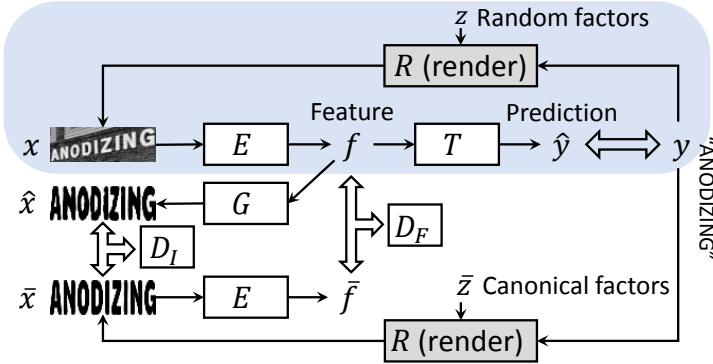 z Random factors
R (render)
Feature
Prediction
x ANODIZING E f T ŷ y
"ANODIZING"
x̂ ANODIZING G
D_I
D_F
x̄ ANODIZING E f̄
z̄ Canonical factors
R (render)